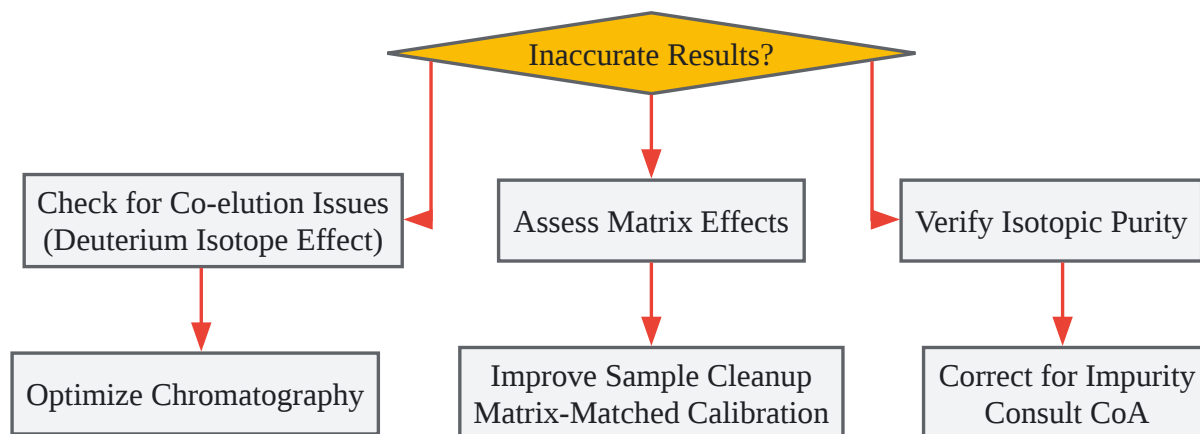 Inaccurate Results?
Check for Co-elution Issues
(Deuterium Isotope Effect)
Assess Matrix Effects
Verify Isotopic Purity
Optimize Chromatography
Improve Sample Cleanup
Matrix-Matched Calibration
Correct for Impurity
Consult CoA